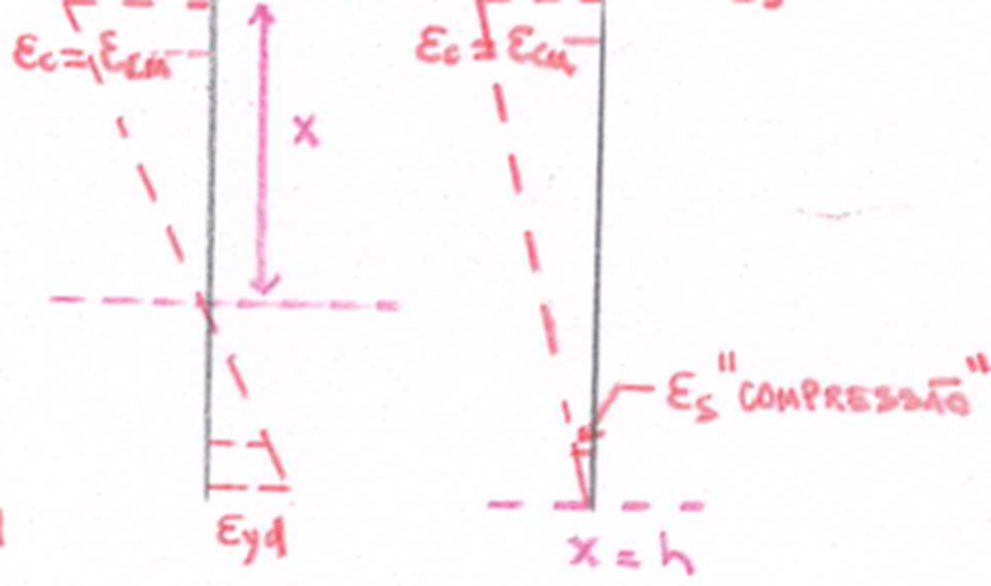 εc = εcu
εc = εcu
x
εs "COMPRESSÃO"
εyd
x = h